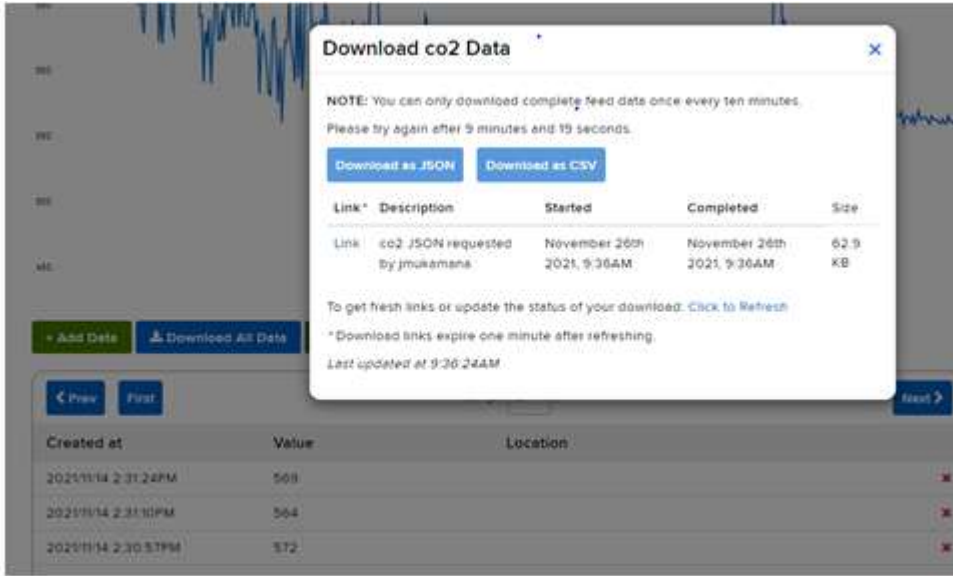 Download co2 Data
×
NOTE: You can only download complete feed data once every ten minutes.
Please try again after 9 minutes and 19 seconds.
Download as JSON Download as CSV
Link* Description Started Completed Size
Link co2 JSON requested November 26th November 26th 62.9
by jmukamana 2021, 9:36AM 2021, 9:36AM KB
To get fresh links or update the status of your download: Click to Refresh
* Download links expire one minute after refreshing.
Last updated at 9:36:24AM
+ Add Data Download All Data
Prev First Next
Created at Value Location
2021/11/14 2:31:24PM 569
2021/11/14 2:31:10PM 564
2021/11/14 2:30:57PM 572